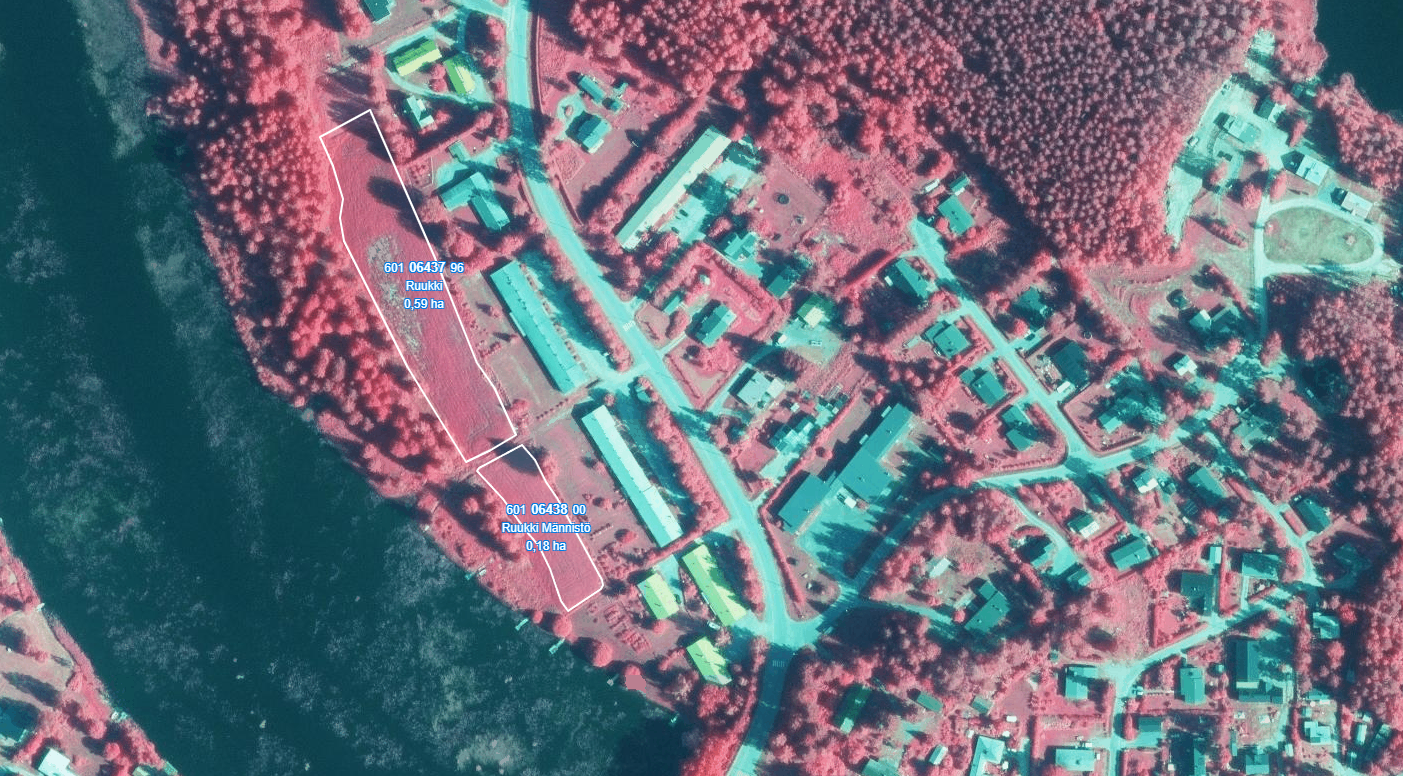 601 06437 96
Ruukki
0,59 ha
601 06438 00
Ruukki Männistö
0,18 ha